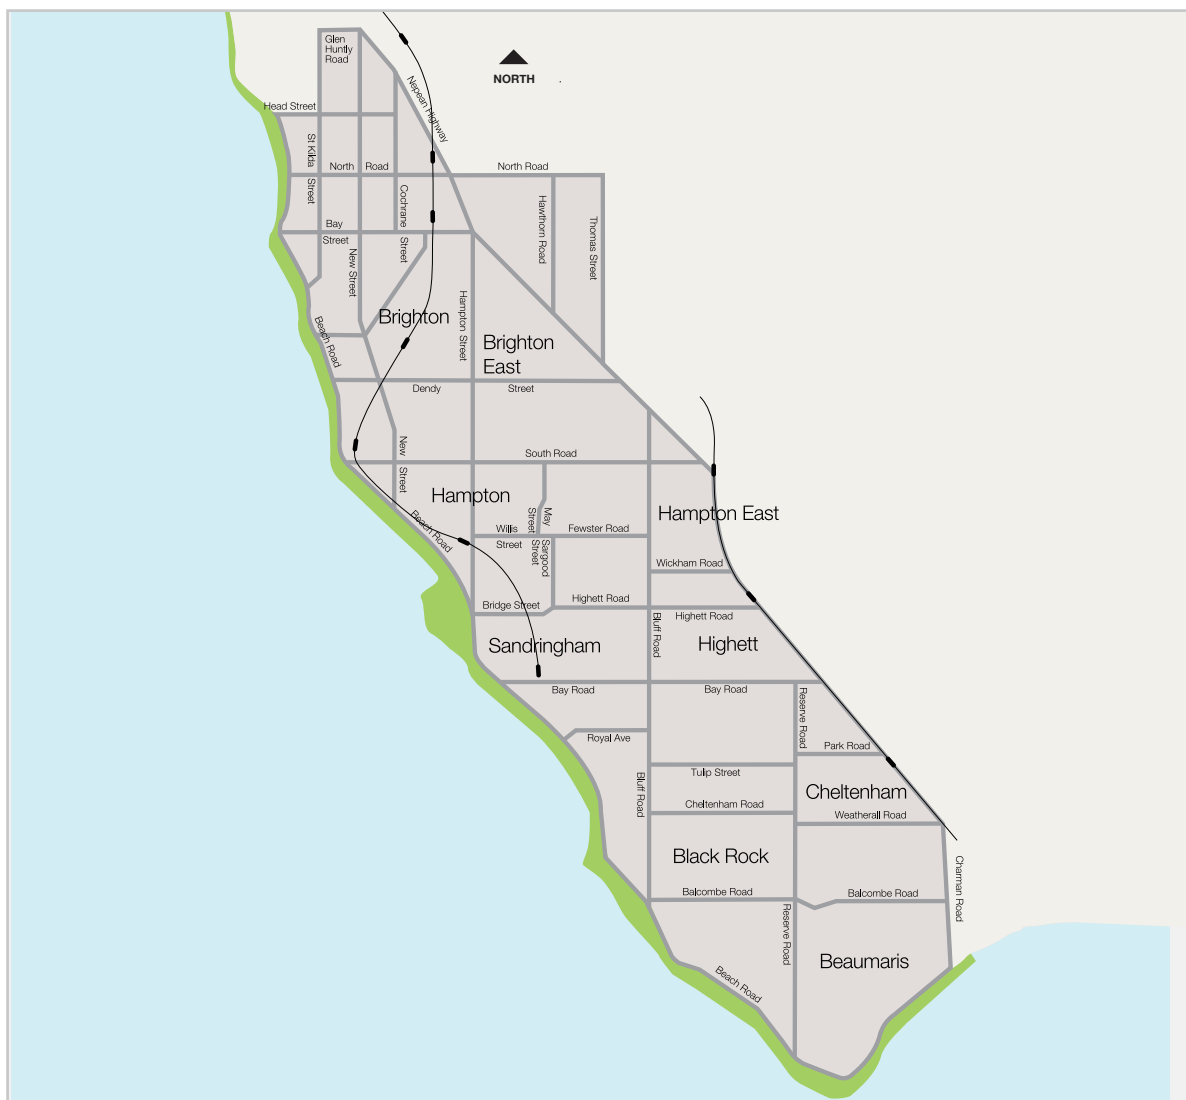 Glen
Huntly
Road
NORTH
Nepean Highway
Head Street
St Kilda
Street
North
Road
North Road
Cochrane
Street
Hawthorn Road
Thomas Street
Bay
Street
New Street
Hampton Street
Beach Road
Brighton
Brighton
East
Dendy
Street
New
Street
South Road
Hampton
Beach Road
May
Street
Hampton East
Willis
Street
Fewster Road
Sargood
Street
Wickham Road
Bridge Street
Highett Road
Highett Road
Bluff Road
Sandringham
Highett
Bay Road
Bay Road
Reserve Road
Royal Ave
Park Road
Tulip Street
Bluff Road
Cheltenham
Cheltenham Road
Weatherall Road
Black Rock
Charman Road
Balcombe Road
Balcombe Road
Reserve Road
Beaumaris
Beach Road